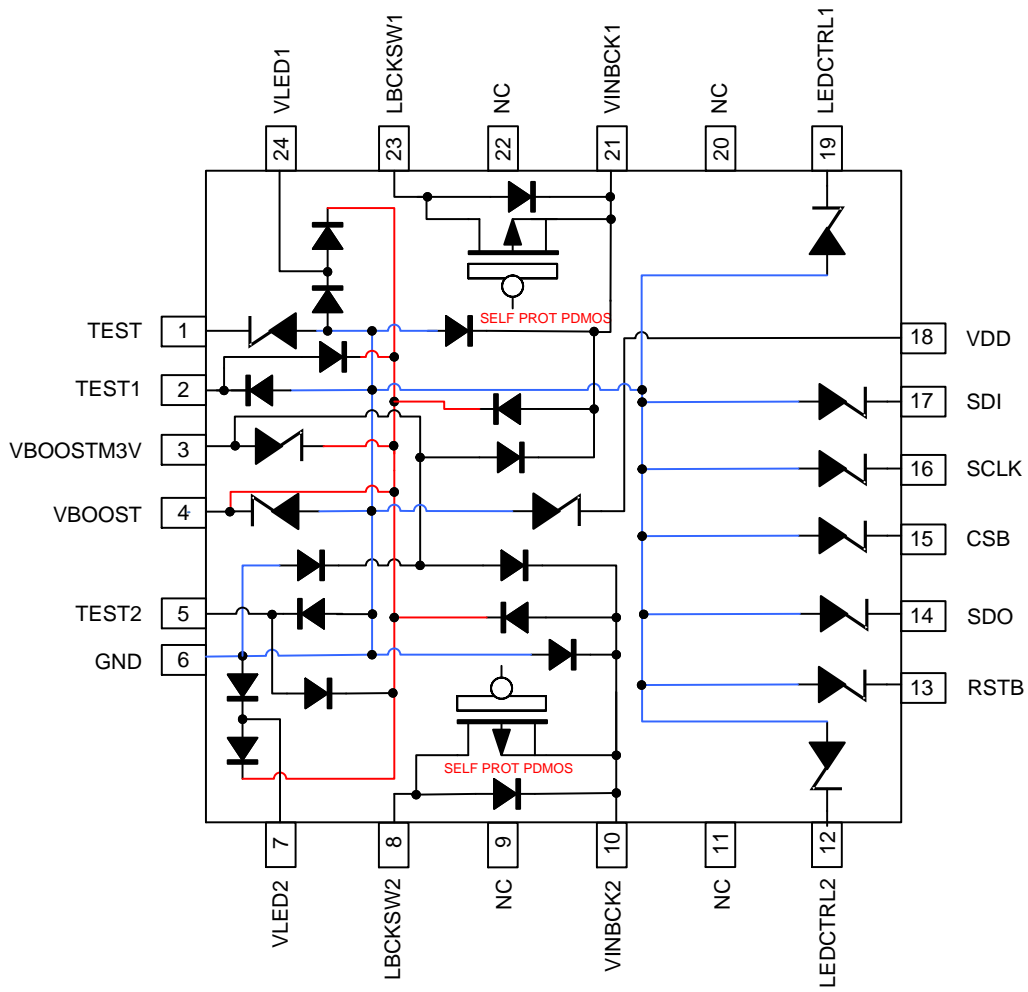 VLED1
LBCKSW1
NC
VINBCK1
NC
LEDCTRL1
24
23
22
21
20
19
SELF PROT PDMOS
TEST
1
TEST1
2
VBOOSTM3V
3
VBOOST
4
TEST2
5
GND
6
18
VDD
17
SDI
16
SCLK
15
CSB
14
SDO
13
RSTB
SELF PROT PDMOS
7
8
9
10
11
12
VLED2
LBCKSW2
NC
VINBCK2
NC
LEDCTRL2